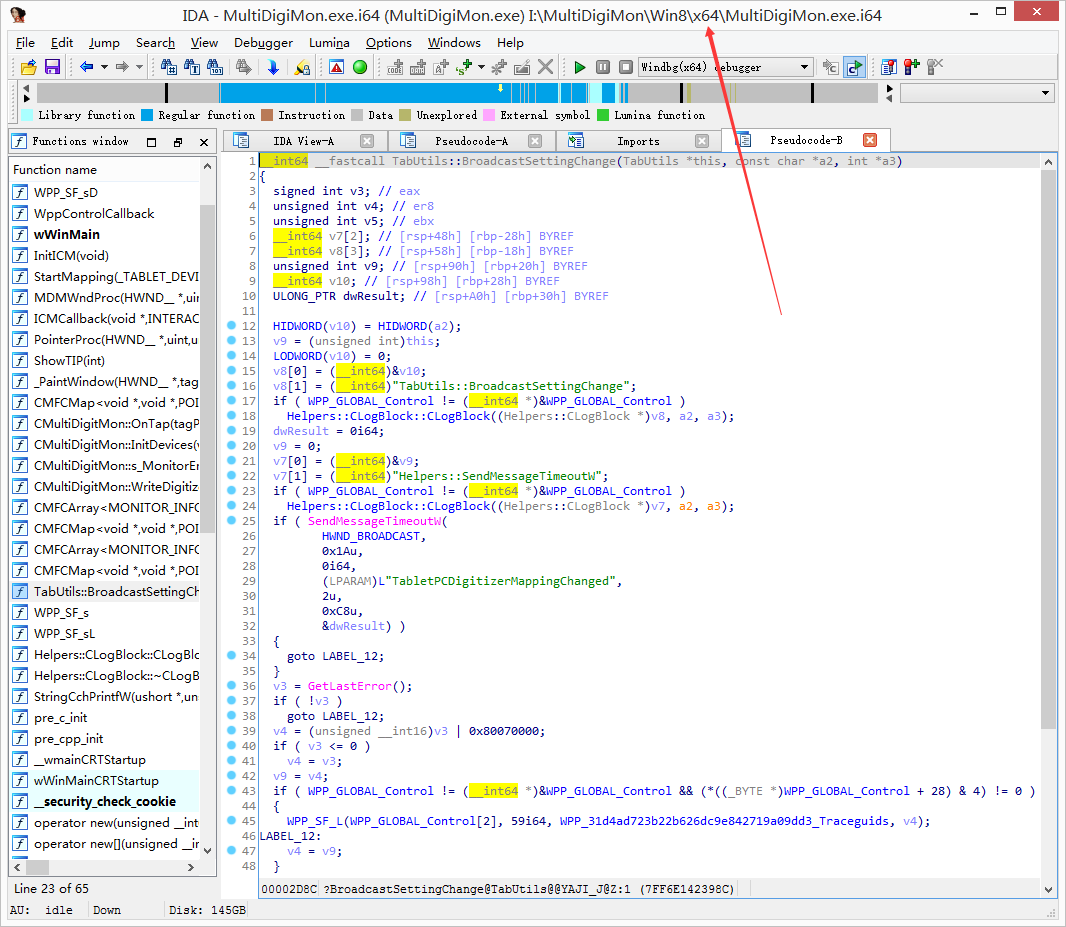 IDA - MultiDigiMon.exe.i64 (MultiDigiMon.exe) I:\MultiDigiMon\Win8\x64\MultiDigiMon.exe.i64
File Edit Jump Search View Debugger Lumina Options Windows Help
Windbg(x64) debugger
Library function Regular function Instruction Data Unexplored External symbol Lumina function
Functions window
IDA View-A Pseudocode-A Imports Pseudocode-B
Function name
WPP_SF_sD
WppControlCallback
wWinMain
InitICM(void)
StartMapping(_TABLET_DEVI
MDMWndProc(HWND__ *,uin
ICMCallback(void *,INTERAC
PointerProc(HWND__ *,uint,u
ShowTIP(int)
_PaintWindow(HWND__ *,tag
CMFCMap<void *,void *,POI
CMultiDigitMon::OnTap(tagP
CMultiDigitMon::InitDevices(v
CMultiDigitMon::s_MonitorEn
CMultiDigitMon::WriteDigitiz
CMFCArray<MONITOR_INFO
CMFCMap<void *,void *,POI
CMFCArray<MONITOR_INFO
CMFCMap<void *,void *,POI
TabUtils::BroadcastSettingCh
WPP_SF_s
WPP_SF_sL
Helpers::CLogBlock::CLogBlo
Helpers::CLogBlock::~CLogB
StringCchPrintfW(ushort *,un
pre_c_init
pre_cpp_init
__wmainCRTStartup
wWinMainCRTStartup
__security_check_cookie
operator new(unsigned __int
operator new[](unsigned __in
Line 23 of 65
1 __int64 __fastcall TabUtils::BroadcastSettingChange(TabUtils *this, const char *a2, int *a3)
2 {
3 signed int v3; // eax
4 unsigned int v4; // er8
5 unsigned int v5; // ebx
6 __int64 v7[2]; // [rsp+48h] [rbp-28h] BYREF
7 __int64 v8[3]; // [rsp+58h] [rbp-18h] BYREF
8 unsigned int v9; // [rsp+90h] [rbp+20h] BYREF
9 __int64 v10; // [rsp+98h] [rbp+28h] BYREF
10 ULONG_PTR dwResult; // [rsp+A0h] [rbp+30h] BYREF
11
12 HIDWORD(v10) = HIDWORD(a2);
13 v9 = (unsigned int)this;
14 LODWORD(v10) = 0;
15 v8[0] = (__int64)&v10;
16 v8[1] = (__int64)"TabUtils::BroadcastSettingChange";
17 if ( WPP_GLOBAL_Control != (__int64 *)&WPP_GLOBAL_Control )
18 Helpers::CLogBlock::CLogBlock((Helpers::CLogBlock *)v8, a2, a3);
19 dwResult = 0i64;
20 v9 = 0;
21 v7[0] = (__int64)&v9;
22 v7[1] = (__int64)"Helpers::SendMessageTimeoutW";
23 if ( WPP_GLOBAL_Control != (__int64 *)&WPP_GLOBAL_Control )
24 Helpers::CLogBlock::CLogBlock((Helpers::CLogBlock *)v7, a2, a3);
25 if ( SendMessageTimeoutW(
26 HWND_BROADCAST,
27 0x1Au,
28 0i64,
29 (LPARAM)L"TabletPCDigitizerMappingChanged",
30 2u,
31 0xC8u,
32 &dwResult) )
33 {
34 goto LABEL_12;
35 }
36 v3 = GetLastError();
37 if ( !v3 )
38 goto LABEL_12;
39 v4 = (unsigned __int16)v3 | 0x80070000;
40 if ( v3 <= 0 )
41 v4 = v3;
42 v9 = v4;
43 if ( WPP_GLOBAL_Control != (__int64 *)&WPP_GLOBAL_Control && (*((_BYTE *)WPP_GLOBAL_Control + 28) & 4) != 0 )
44 {
45 WPP_SF_L(WPP_GLOBAL_Control[2], 59i64, WPP_31d4ad723b22b626dc9e842719a09dd3_Traceguids, v4);
46 LABEL_12:
47 v4 = v9;
48 }
00002D8C ?BroadcastSettingChange@TabUtils@@YAJI_J@Z:1 (7FF6E142398C)
AU: idle Down Disk: 145GB